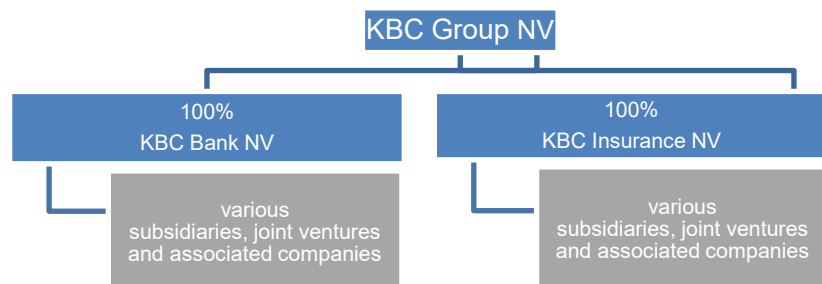 KBC Group NV
100%
KBC Bank NV
100%
KBC Insurance NV
various
subsidiaries, joint ventures
and associated companies
various
subsidiaries, joint ventures
and associated companies